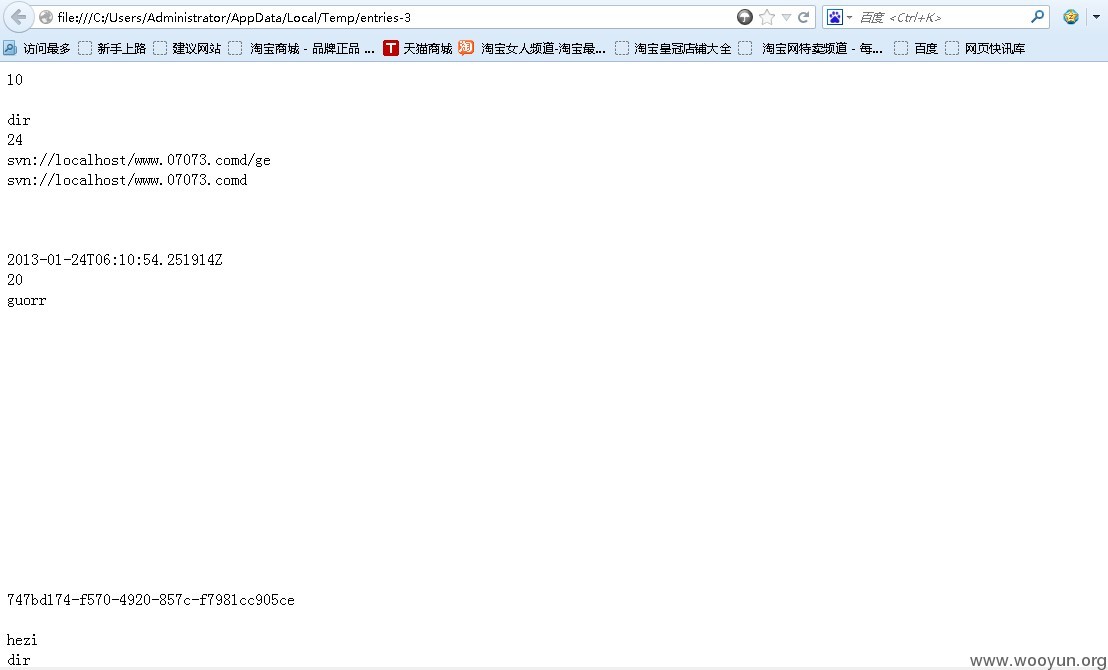 file:///C:/Users/Administrator/AppData/Local/Temp/entries-3
百度 <Ctrl+K>
访问最多 新手上路 建议网站 淘宝商城 - 品牌正品 ... T 天猫商城 淘 淘宝女人频道-淘宝最... 淘宝皇冠店铺大全 淘宝网特卖频道 - 每... 百度 网页快讯库
10
dir
24
svn://localhost/www.07073.comd/ge
svn://localhost/www.07073.comd
2013-01-24T06:10:54.251914Z
20
guorr
747bd174-f570-4920-857c-f7981cc905ce
hezi
dir
www.wooyun.org